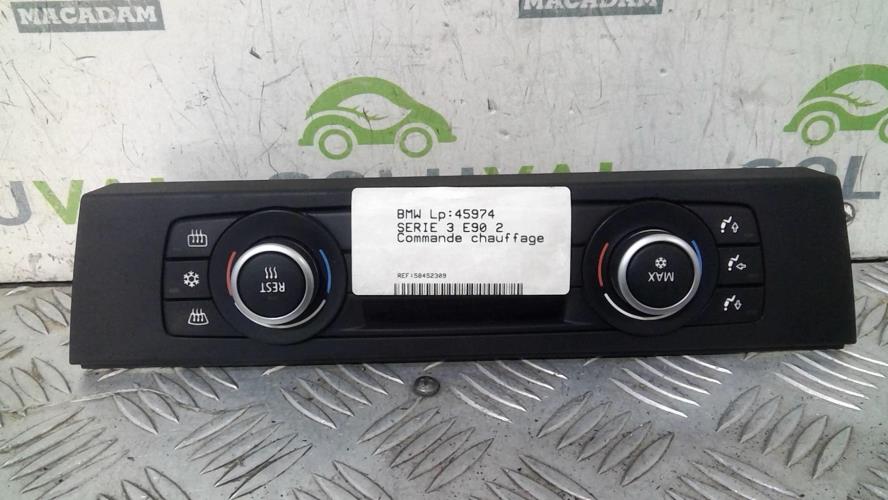 MACADAM
MACADAM
BMW Lp:45974
SERIE 3 E90 2
Commande chauffage
REF:58452309
REST
MAX